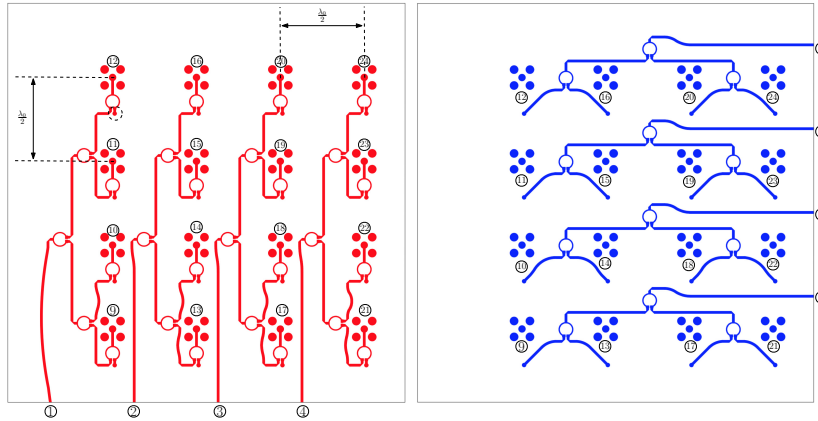 λ₀/2
⑫ ⑯ ⑳ ㉔
λ₀/2
⑫ ⑯ ⑳ ㉔
⑪ ⑮ ⑲ ㉓
⑪ ⑮ ⑲ ㉓
⑩ ⑭ ⑱ ㉒
⑩ ⑭ ⑱ ㉒
⑨ ⑬ ⑰ ㉑
⑨ ⑬ ⑰ ㉑
① ② ③ ④